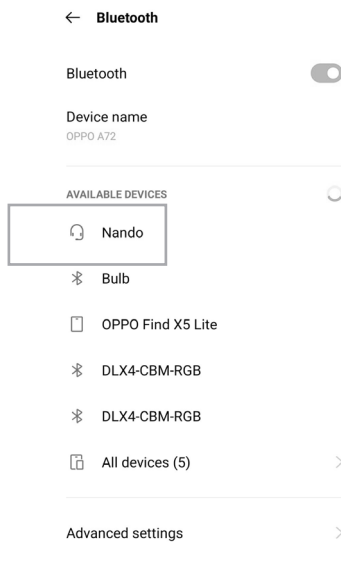 Bluetooth
Bluetooth
Device name
OPPO A72
AVAILABLE DEVICES
Nando
Bulb
OPPO Find X5 Lite
DLX4-CBM-RGB
DLX4-CBM-RGB
All devices (5)
Advanced settings